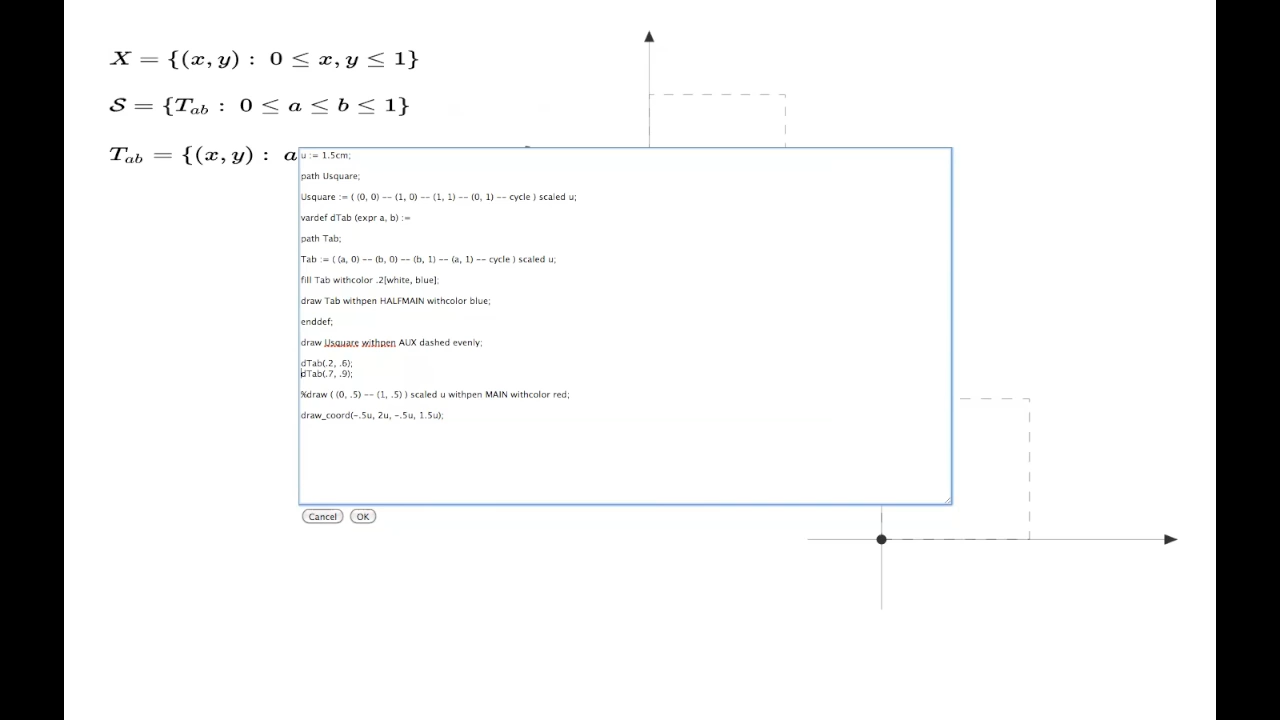 X = {(x, y) : 0 ≤ x, y ≤ 1}
𝒮 = {T_ab : 0 ≤ a ≤ b ≤ 1}
T_ab = {(x, y) : a
u := 1.5cm;
path Usquare;
Usquare := ( (0, 0) -- (1, 0) -- (1, 1) -- (0, 1) -- cycle ) scaled u;
vardef dTab (expr a, b) :=
path Tab;
Tab := ( (a, 0) -- (b, 0) -- (b, 1) -- (a, 1) -- cycle ) scaled u;
fill Tab withcolor .2[white, blue];
draw Tab withpen HALFMAIN withcolor blue;
enddef;
draw Usquare withpen AUX dashed evenly;
dTab(.2, .6);
dTab(.7, .9);
%draw ( (0, .5) -- (1, .5) ) scaled u withpen MAIN withcolor red;
draw_coord(-.5u, 2u, -.5u, 1.5u);
Cancel OK